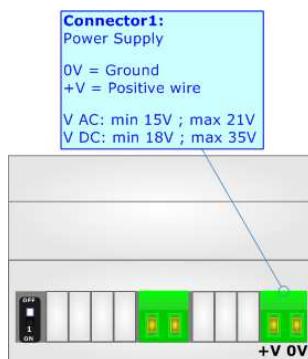 Connector1:
Power Supply
0V = Ground
+V = Positive wire
V AC: min 15V ; max 21V
V DC: min 18V ; max 35V
OFF
1
ON
+V 0V